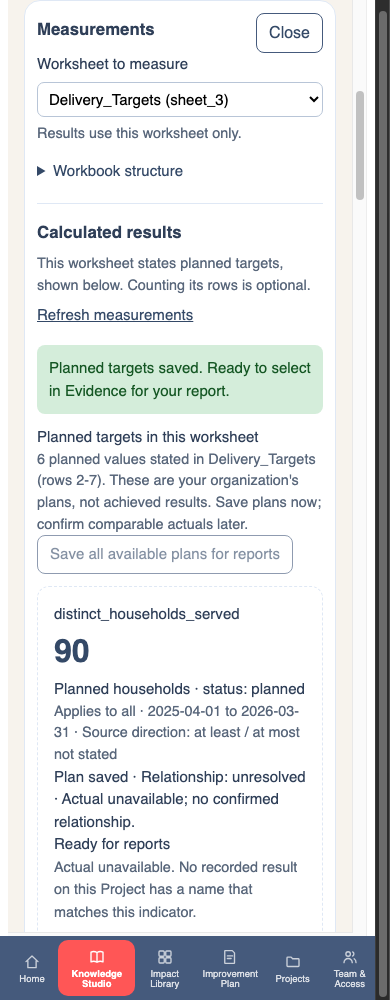 Measurements
Close
Worksheet to measure
Delivery_Targets (sheet_3)
Results use this worksheet only.
Workbook structure
Calculated results
This worksheet states planned targets,
shown below. Counting its rows is optional.
Refresh measurements
Planned targets saved. Ready to select
in Evidence for your report.
Planned targets in this worksheet
6 planned values stated in Delivery_Targets
(rows 2-7). These are your organization's
plans, not achieved results. Save plans now;
confirm comparable actuals later.
Save all available plans for reports
distinct_households_served
90
Planned households · status: planned
Applies to all · 2025-04-01 to 2026-03-
31 · Source direction: at least / at most
not stated
Plan saved · Relationship: unresolved
· Actual unavailable; no confirmed
relationship.
Ready for reports
Actual unavailable. No recorded result
on this Project has a name that
matches this indicator.
Home
Knowledge
Studio
Impact
Library
Improvement
Plan
Projects
Team &
Access